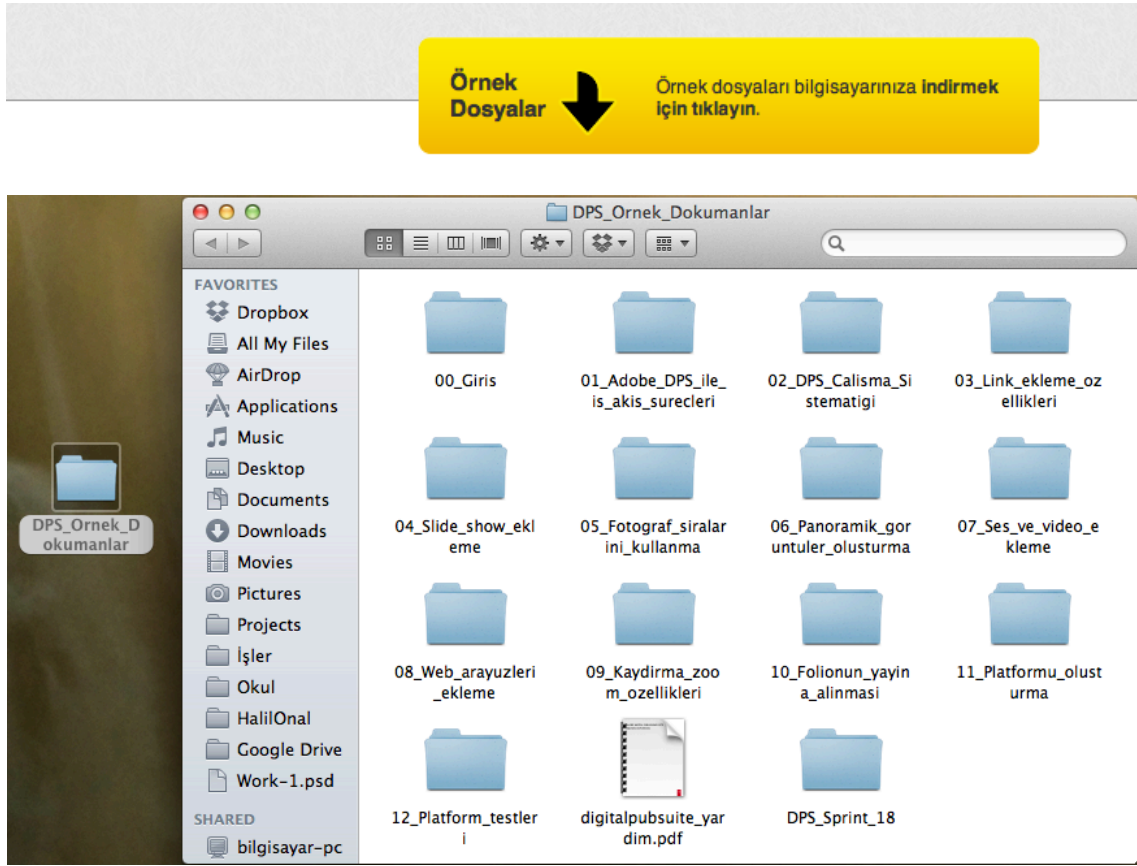 Örnek
Dosyalar
Örnek dosyaları bilgisayarınıza indirmek
için tıklayın.
DPS_Ornek_Dokumanlar
FAVORITES
Dropbox
All My Files
AirDrop
Applications
Music
Desktop
Documents
Downloads
Movies
Pictures
Projects
İşler
Okul
HalilOnal
Google Drive
Work-1.psd
SHARED
bilgisayar-pc
DPS_Ornek_D
okumanlar
00_Giris
01_Adobe_DPS_ile_
is_akis_surecleri
02_DPS_Calisma_Si
stematigi
03_Link_ekleme_oz
ellikleri
04_Slide_show_ekl
eme
05_Fotograf_siralar
ini_kullanma
06_Panoramik_gor
untuler_olusturma
07_Ses_ve_video_e
kleme
08_Web_arayuzleri
_ekleme
09_Kaydirma_zoo
m_ozellikleri
10_Folionun_yayin
a_alinmasi
11_Platformu_olust
urma
12_Platform_testler
i
digitalpubsuite_yar
dim.pdf
DPS_Sprint_18